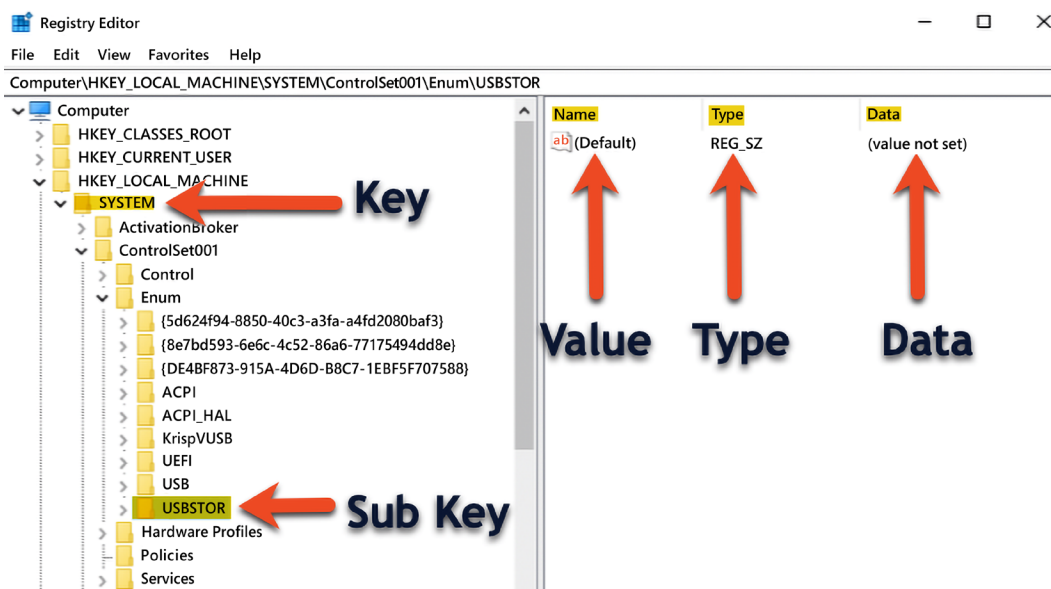 Registry Editor
File Edit View Favorites Help
Computer\HKEY_LOCAL_MACHINE\SYSTEM\ControlSet001\Enum\USBSTOR
Computer
HKEY_CLASSES_ROOT
HKEY_CURRENT_USER
HKEY_LOCAL_MACHINE
SYSTEM
Key
ActivationBroker
ControlSet001
Control
Enum
{5d624f94-8850-40c3-a3fa-a4fd2080baf3}
{8e7bd593-6e6c-4c52-86a6-77175494dd8e}
{DE4BF873-915A-4D6D-B8C7-1EBF5F707588}
ACPI
ACPI_HAL
KrispVUSB
UEFI
USB
USBSTOR
Sub Key
Hardware Profiles
Policies
Services
Name Type Data
ab (Default) REG_SZ (value not set)
Value Type Data